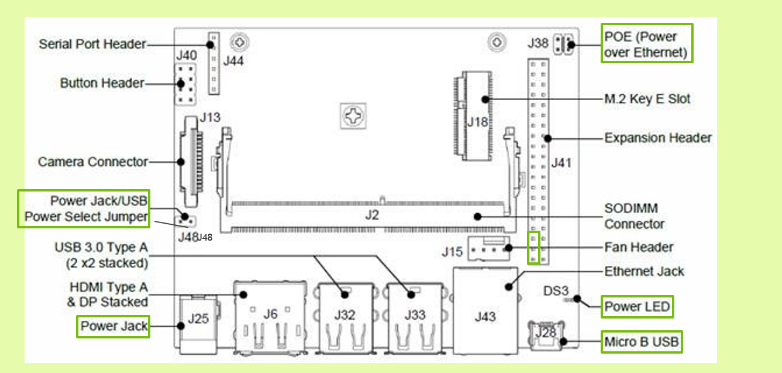 Serial Port Header
J40
J44
J38
POE (Power
over Ethernet)
Button Header
M.2 Key E Slot
J13
J18
Expansion Header
Camera Connector
J41
Power Jack/USB
Power Select Jumper
J2
SODIMM
Connector
J48
J48
USB 3.0 Type A
(2 x2 stacked)
J15
Fan Header
Ethernet Jack
HDMI Type A
& DP Stacked
DS3
Power LED
Power Jack
J25
J6
J32
J33
J43
J28
Micro B USB